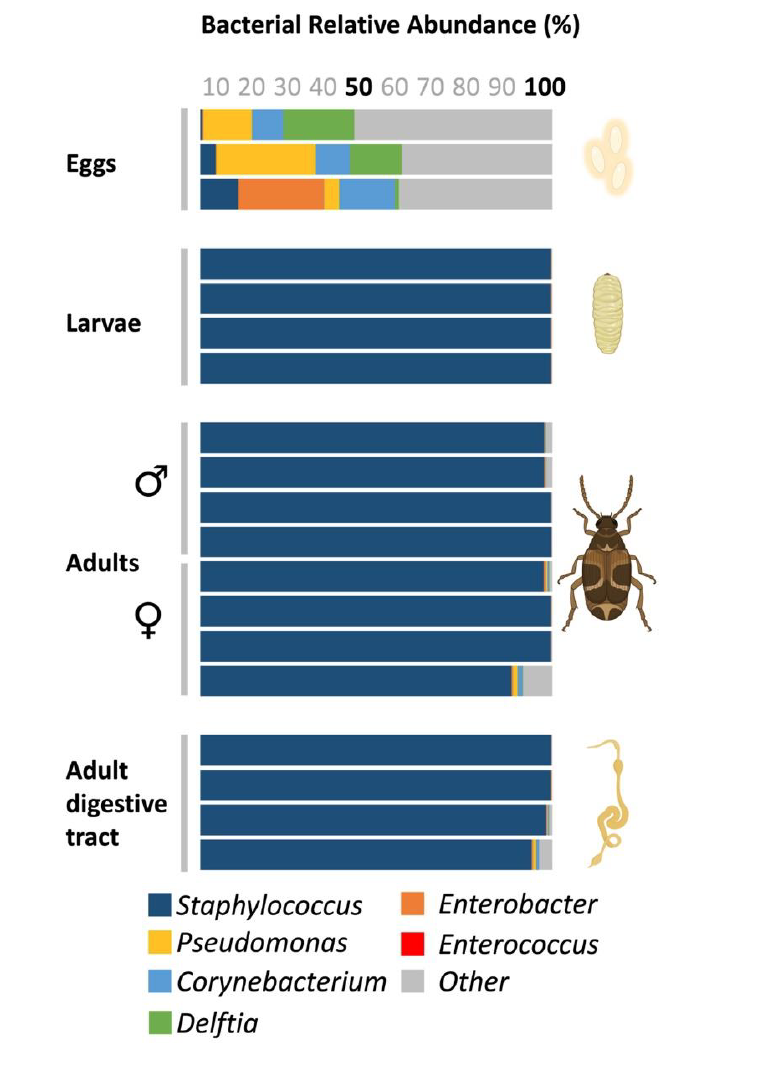 Bacterial Relative Abundance (%)
10 20 30 40 50 60 70 80 90 100
Eggs
Larvae
♂
Adults
♀
Adult
digestive
tract
Staphylococcus
Enterobacter
Pseudomonas
Enterococcus
Corynebacterium
Other
Delftia